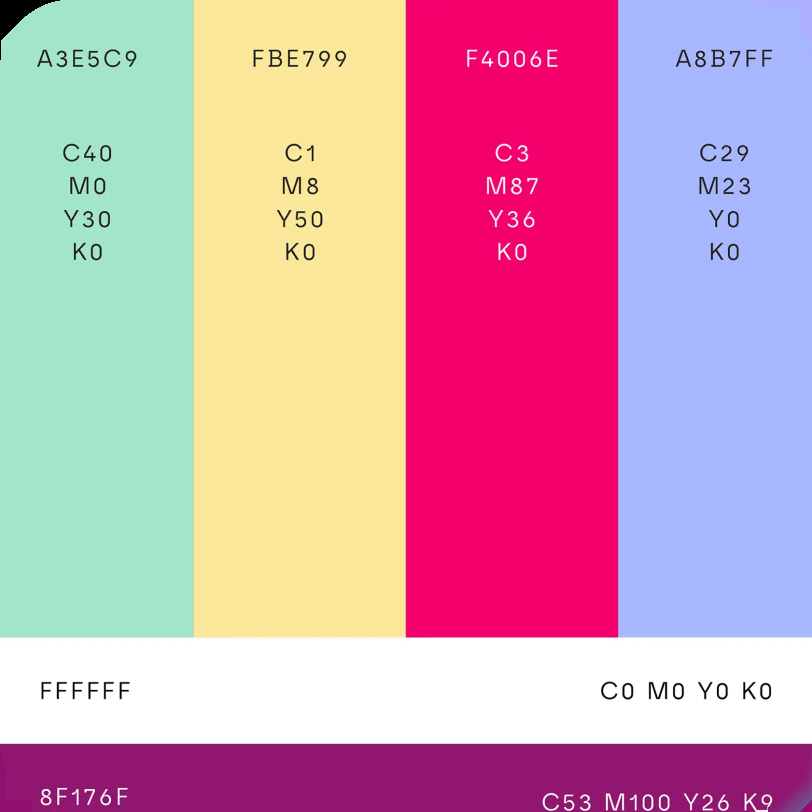 A3E5C9
C40
M0
Y30
K0
FBE799
C1
M8
Y50
K0
F4006E
C3
M87
Y36
K0
A8B7FF
C29
M23
Y0
K0
FFFFFF
C0 M0 Y0 K0
8F176F
C53 M100 Y26 K9